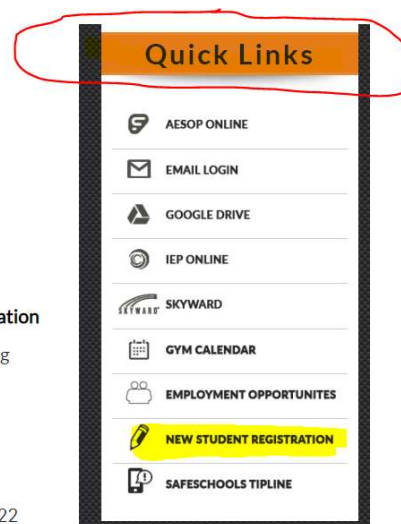 Quick Links
AESOP ONLINE
EMAIL LOGIN
GOOGLE DRIVE
IEP ONLINE
SKYWARD SKYWARD
GYM CALENDAR
EMPLOYMENT OPPORTUNITES
NEW STUDENT REGISTRATION
SAFESCHOOLS TIPLINE
ation
g
22